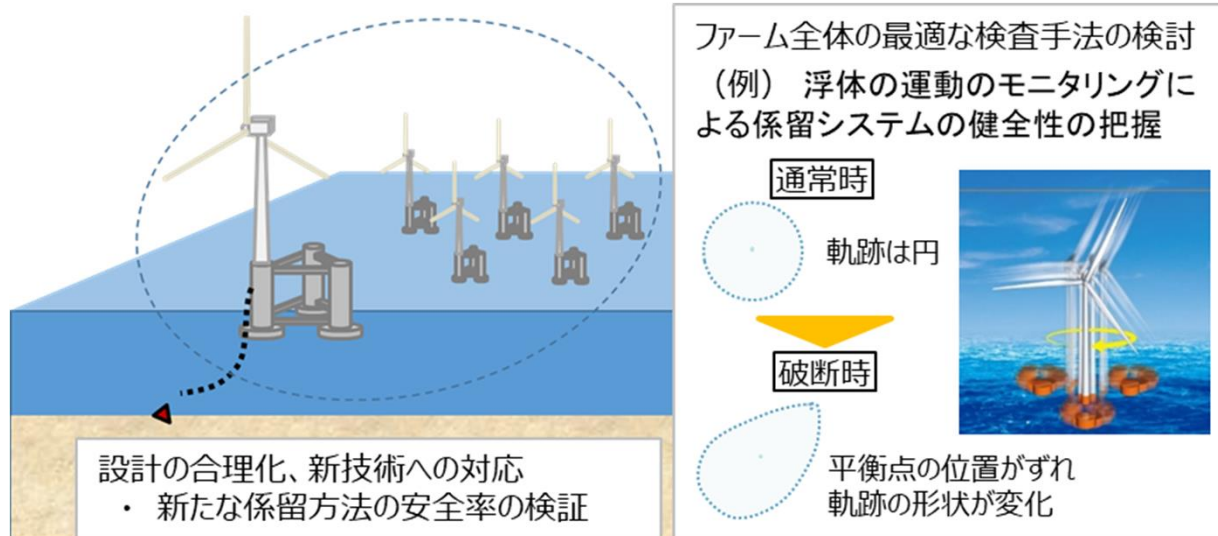 設計の合理化、新技術への対応
・ 新たな係留方法の安全率の検証
ファーム全体の最適な検査手法の検討
（例） 浮体の運動のモニタリングに
よる係留システムの健全性の把握
通常時
軌跡は円
破断時
平衡点の位置がずれ
軌跡の形状が変化